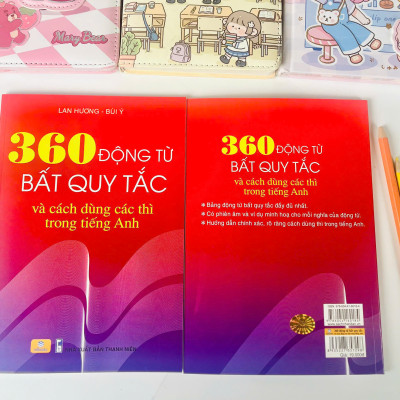 Mary Bear
LAN HƯƠNG - BÙI Ý
360 ĐỘNG TỪ
BẤT QUY TẮC
và cách dùng các thì
trong tiếng Anh
NHÀ XUẤT BẢN THANH NIÊN
360 ĐỘNG TỪ
BẤT QUY TẮC
và cách dùng các thì
trong tiếng Anh
Bảng động từ bất quy tắc đầy đủ nhất.
Có phiên âm và ví dụ minh hoạ cho mỗi nghĩa của động từ.
Hướng dẫn chính xác, rõ ràng cách dùng thì trong tiếng Anh.